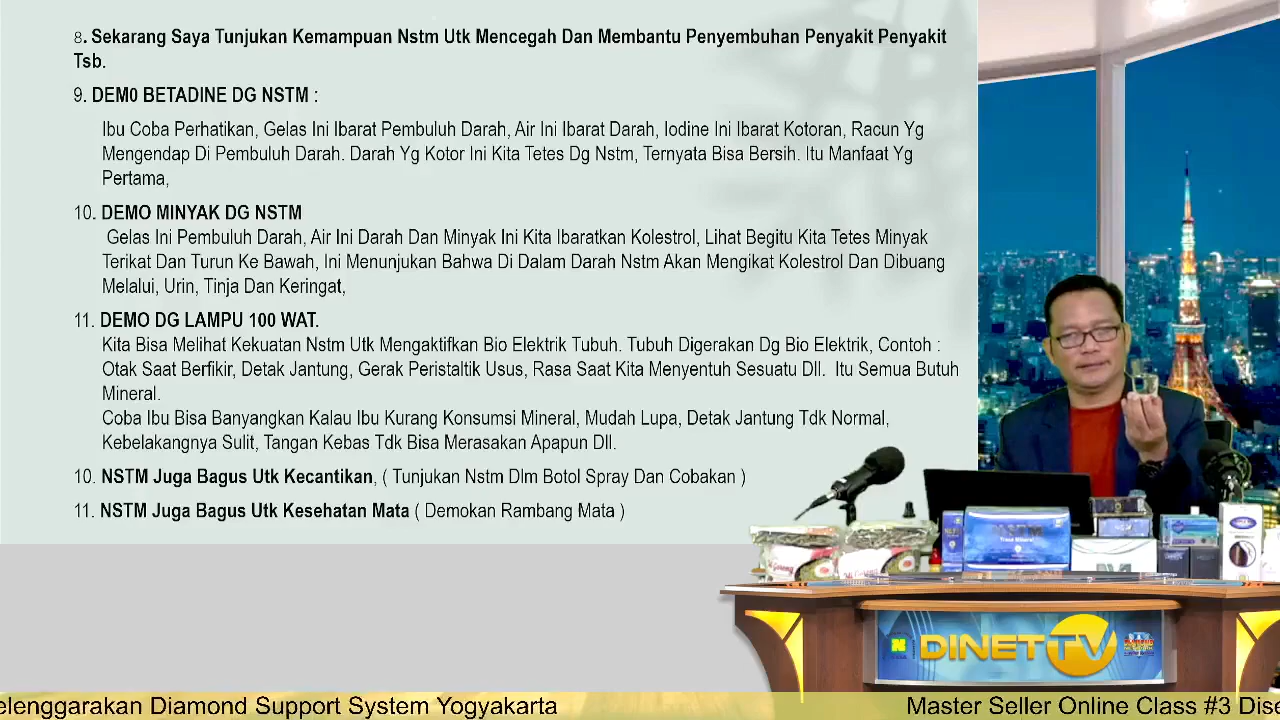 8. Sekarang Saya Tunjukan Kemampuan Nstm Utk Mencegah Dan Membantu Penyembuhan Penyakit Penyakit
Tsb.
9. DEM0 BETADINE DG NSTM :
Ibu Coba Perhatikan, Gelas Ini Ibarat Pembuluh Darah, Air Ini Ibarat Darah, Iodine Ini Ibarat Kotoran, Racun Yg
Mengendap Di Pembuluh Darah. Darah Yg Kotor Ini Kita Tetes Dg Nstm, Ternyata Bisa Bersih. Itu Manfaat Yg
Pertama,
10. DEMO MINYAK DG NSTM
Gelas Ini Pembuluh Darah, Air Ini Darah Dan Minyak Ini Kita Ibaratkan Kolestrol, Lihat Begitu Kita Tetes Minyak
Terikat Dan Turun Ke Bawah, Ini Menunjukan Bahwa Di Dalam Darah Nstm Akan Mengikat Kolestrol Dan Dibuang
Melalui, Urin, Tinja Dan Keringat,
11. DEMO DG LAMPU 100 WAT.
Kita Bisa Melihat Kekuatan Nstm Utk Mengaktifkan Bio Elektrik Tubuh. Tubuh Digerakan Dg Bio Elektrik, Contoh :
Otak Saat Berfikir, Detak Jantung, Gerak Peristaltik Usus, Rasa Saat Kita Menyentuh Sesuatu Dll. Itu Semua Butuh
Mineral.
Coba Ibu Bisa Banyangkan Kalau Ibu Kurang Konsumsi Mineral, Mudah Lupa, Detak Jantung Tdk Normal,
Kebelakangnya Sulit, Tangan Kebas Tdk Bisa Merasakan Apapun Dll.
10. NSTM Juga Bagus Utk Kecantikan, ( Tunjukan Nstm Dlm Botol Spray Dan Cobakan )
11. NSTM Juga Bagus Utk Kesehatan Mata ( Demokan Rambang Mata )
NSTM
Trace Mineral
DINET TV
elenggarakan Diamond Support System Yogyakarta
Master Seller Online Class #3 Dise